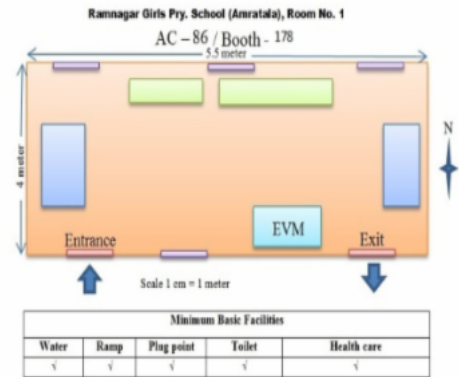 Ramnagar Girls Pry. School (Amratala), Room No. 1
AC – 86 / Booth - 178
5.5 meter
4 meter
N
EVM
Entrance
Exit
Scale 1 cm = 1 meter
Minimum Basic Facilities
Water Ramp Plug point Toilet Health care
√ √ √ √ √